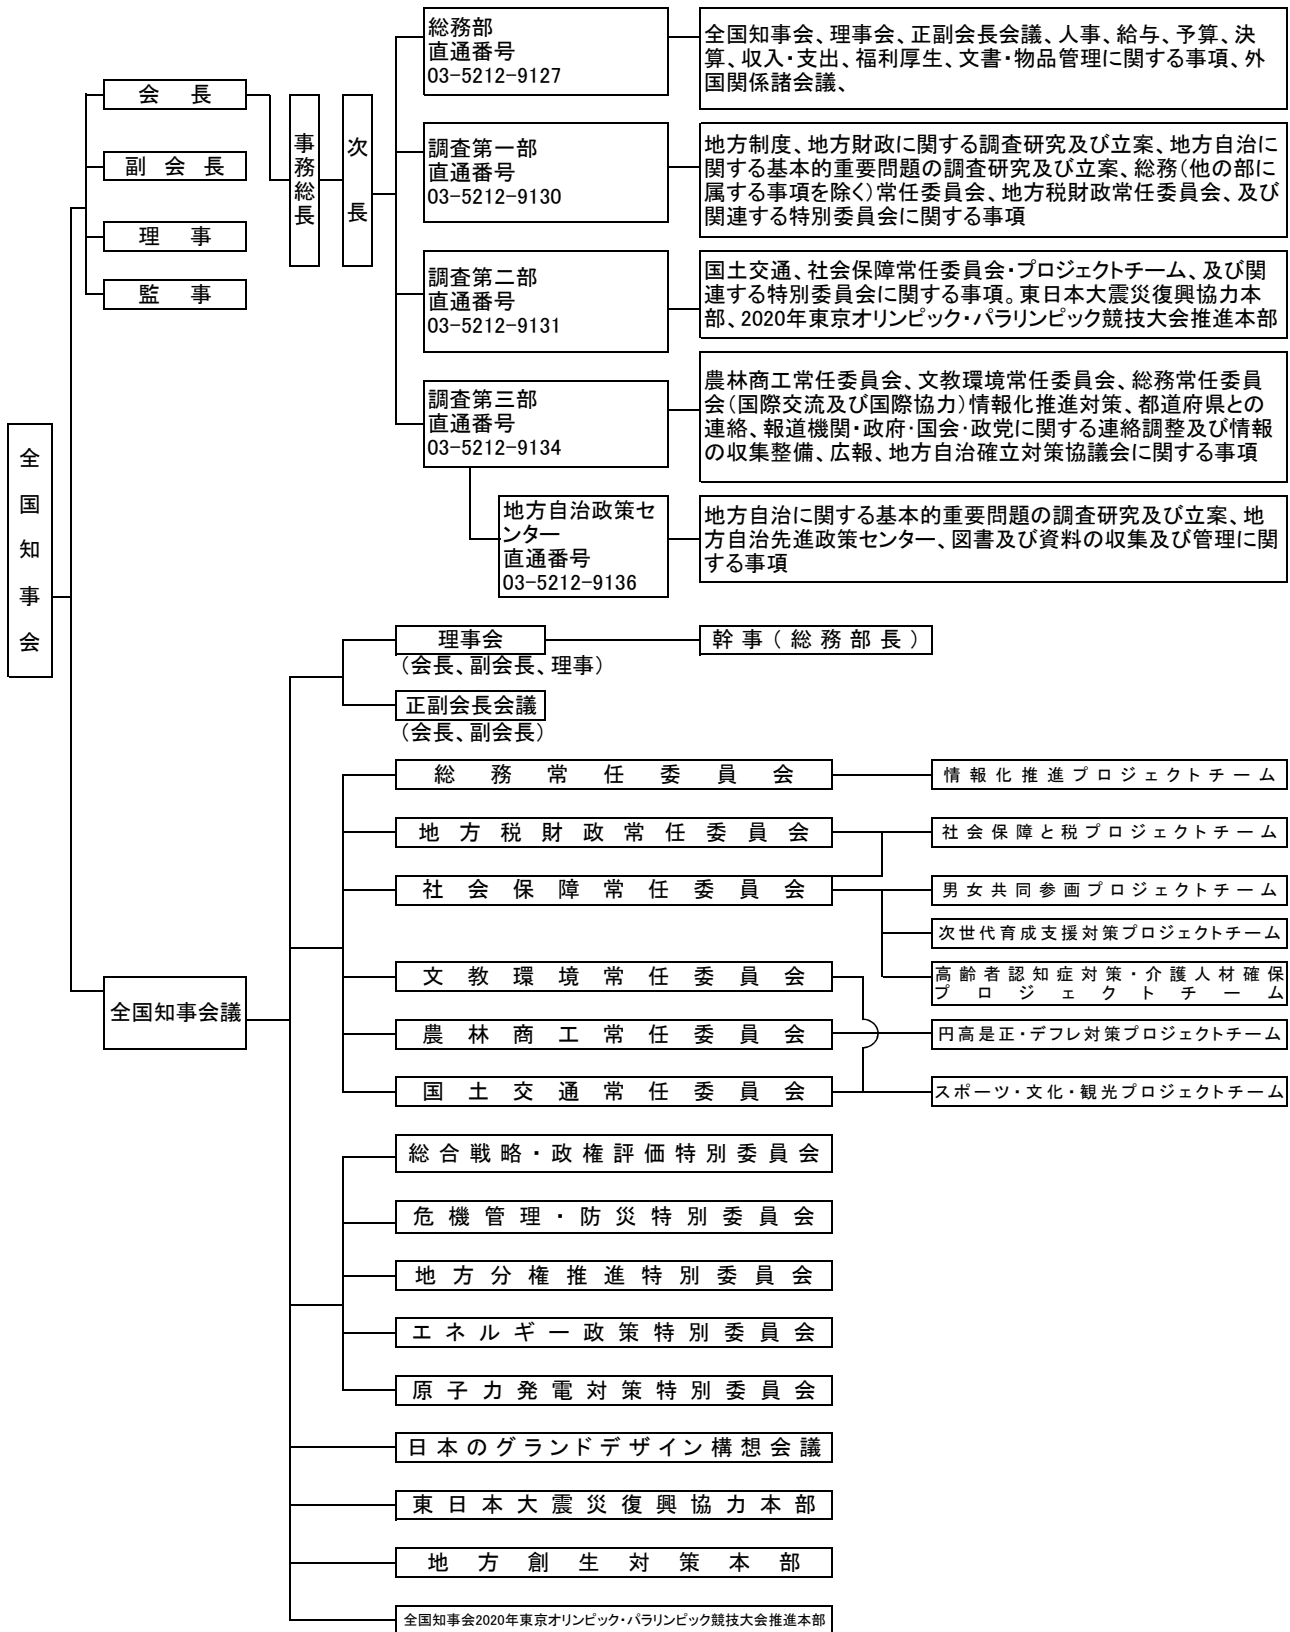 総務部
直通番号
03-5212-9127
全国知事会、理事会、正副会長会議、人事、給与、予算、決
算、収入・支出、福利厚生、文書・物品管理に関する事項、外
国関係諸会議、
会長
副会長
理事
監事
事務総長
次長
調査第一部
直通番号
03-5212-9130
地方制度、地方財政に関する調査研究及び立案、地方自治に
関する基本的重要問題の調査研究及び立案、総務(他の部に
属する事項を除く)常任委員会、地方税財政常任委員会、及び
関連する特別委員会に関する事項
調査第二部
直通番号
03-5212-9131
国土交通、社会保障常任委員会・プロジェクトチーム、及び関
連する特別委員会に関する事項。東日本大震災復興協力本
部、2020年東京オリンピック・パラリンピック競技大会推進本部
調査第三部
直通番号
03-5212-9134
農林商工常任委員会、文教環境常任委員会、総務常任委員
会(国際交流及び国際協力)情報化推進対策、都道府県との
連絡、報道機関・政府・国会・政党に関する連絡調整及び情報
の収集整備、広報、地方自治確立対策協議会に関する事項
全国知事会
地方自治政策セ
ンター
直通番号
03-5212-9136
地方自治に関する基本的重要問題の調査研究及び立案、地
方自治先進政策センター、図書及び資料の収集及び管理に関
する事項
理事会
(会長、副会長、理事)
幹事(総務部長)
正副会長会議
(会長、副会長)
総務常任委員会
情報化推進プロジェクトチーム
地方税財政常任委員会
社会保障と税プロジェクトチーム
社会保障常任委員会
男女共同参画プロジェクトチーム
次世代育成支援対策プロジェクトチーム
文教環境常任委員会
高齢者認知症対策・介護人材確保
プロジェクトチーム
全国知事会議
農林商工常任委員会
円高是正・デフレ対策プロジェクトチーム
国土交通常任委員会
スポーツ・文化・観光プロジェクトチーム
総合戦略・政権評価特別委員会
危機管理・防災特別委員会
地方分権推進特別委員会
エネルギー政策特別委員会
原子力発電対策特別委員会
日本のグランドデザイン構想会議
東日本大震災復興協力本部
地方創生対策本部
全国知事会2020年東京オリンピック・パラリンピック競技大会推進本部